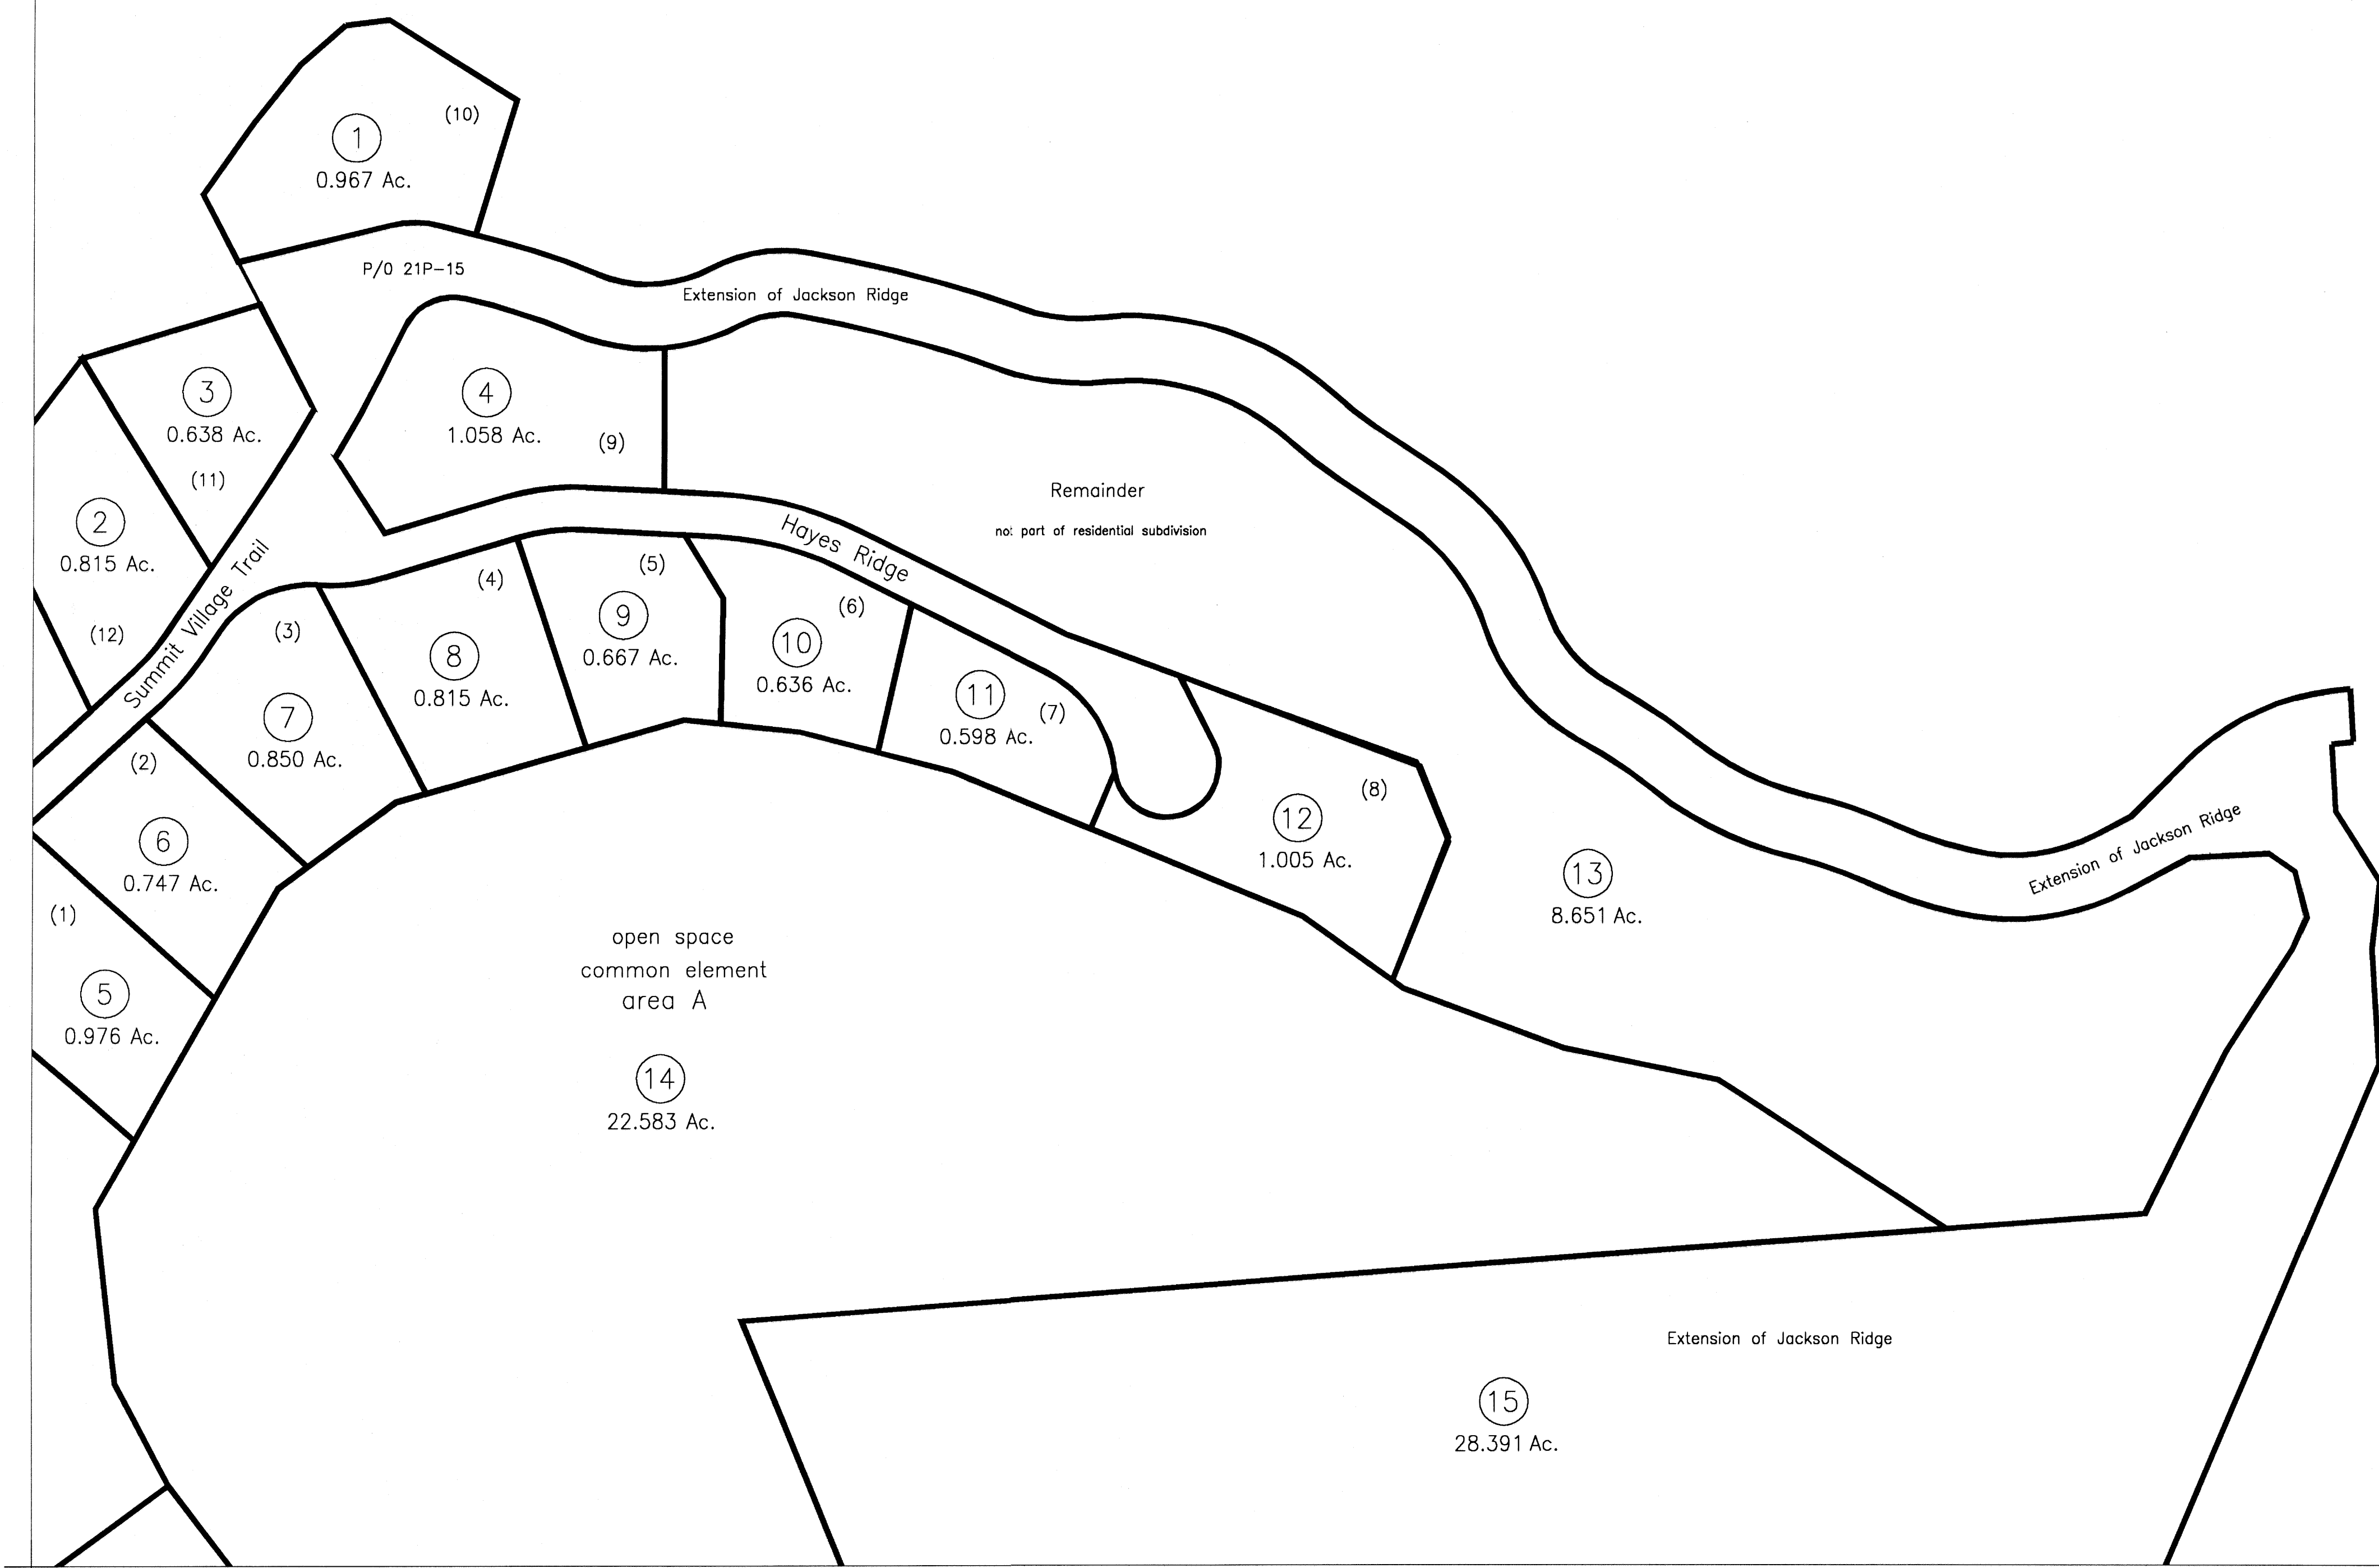 (10)
1
0.967 Ac.
P/O 21P-15
Extension of Jackson Ridge
3
0.638 Ac.
(11)
4
1.058 Ac.
(9)
2
0.815 Ac.
(12)
Summit Village Trail
Remainder
not part of residential subdivision
Hayes Ridge
(3)
7
0.850 Ac.
(4)
8
0.815 Ac.
(5)
9
0.667 Ac.
(6)
10
0.636 Ac.
11
(7)
0.598 Ac.
(8)
12
1.005 Ac.
13
8.651 Ac.
Extension of Jackson Ridge
(2)
6
0.747 Ac.
(1)
5
0.976 Ac.
open space
common element
area A
14
22.583 Ac.
Extension of Jackson Ridge
15
28.391 Ac.